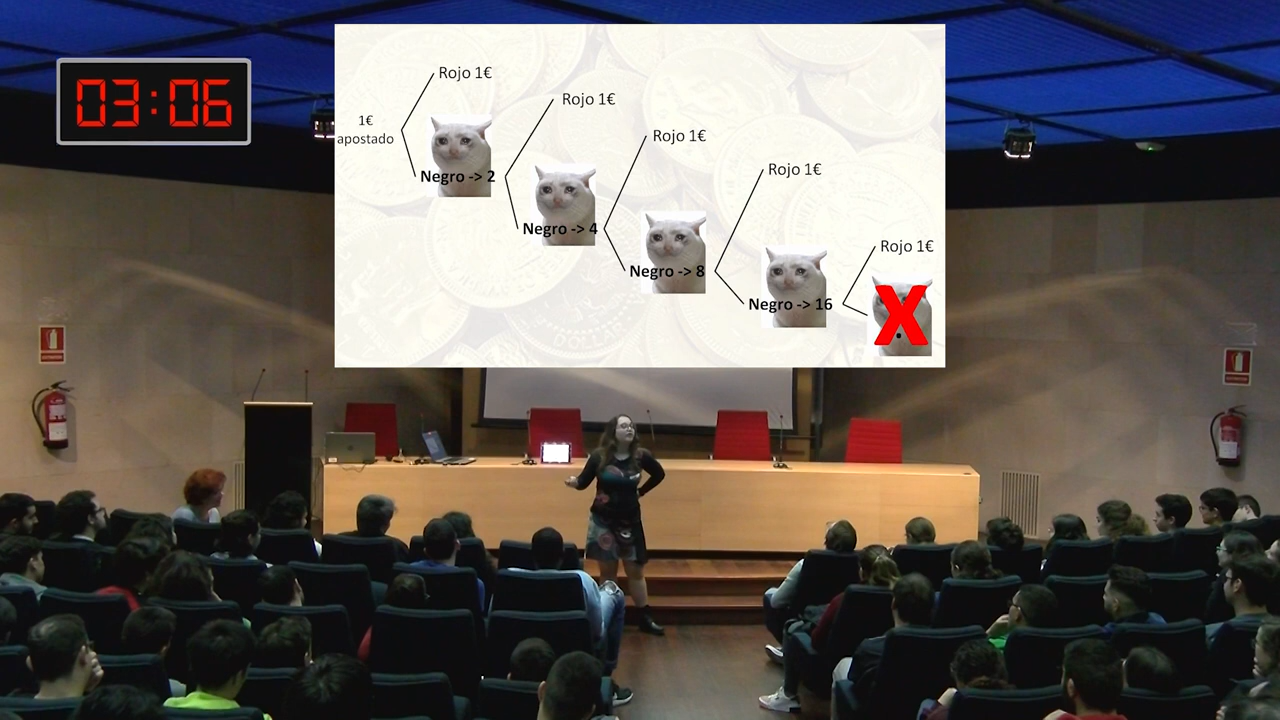 03:06
Rojo 1€
1€
apostado
Negro -> 2
Rojo 1€
Negro -> 4
Rojo 1€
Negro -> 8
Rojo 1€
Negro -> 16
Rojo 1€
X
DOLLAR